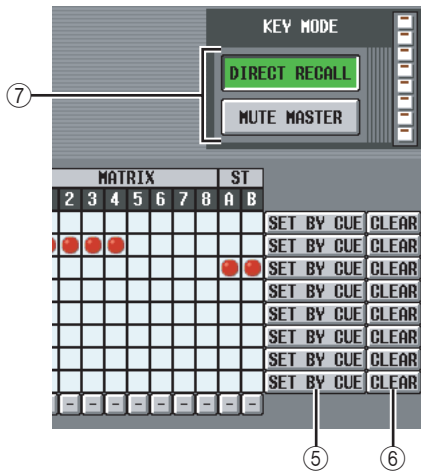 KEY MODE
DIRECT RECALL
⑦
MUTE MASTER
MATRIX ST
2 3 4 5 6 7 8 A B
SET BY CUE CLEAR
SET BY CUE CLEAR
SET BY CUE CLEAR
SET BY CUE CLEAR
SET BY CUE CLEAR
SET BY CUE CLEAR
SET BY CUE CLEAR
SET BY CUE CLEAR
- - - - - - - - - -
⑤ ⑥